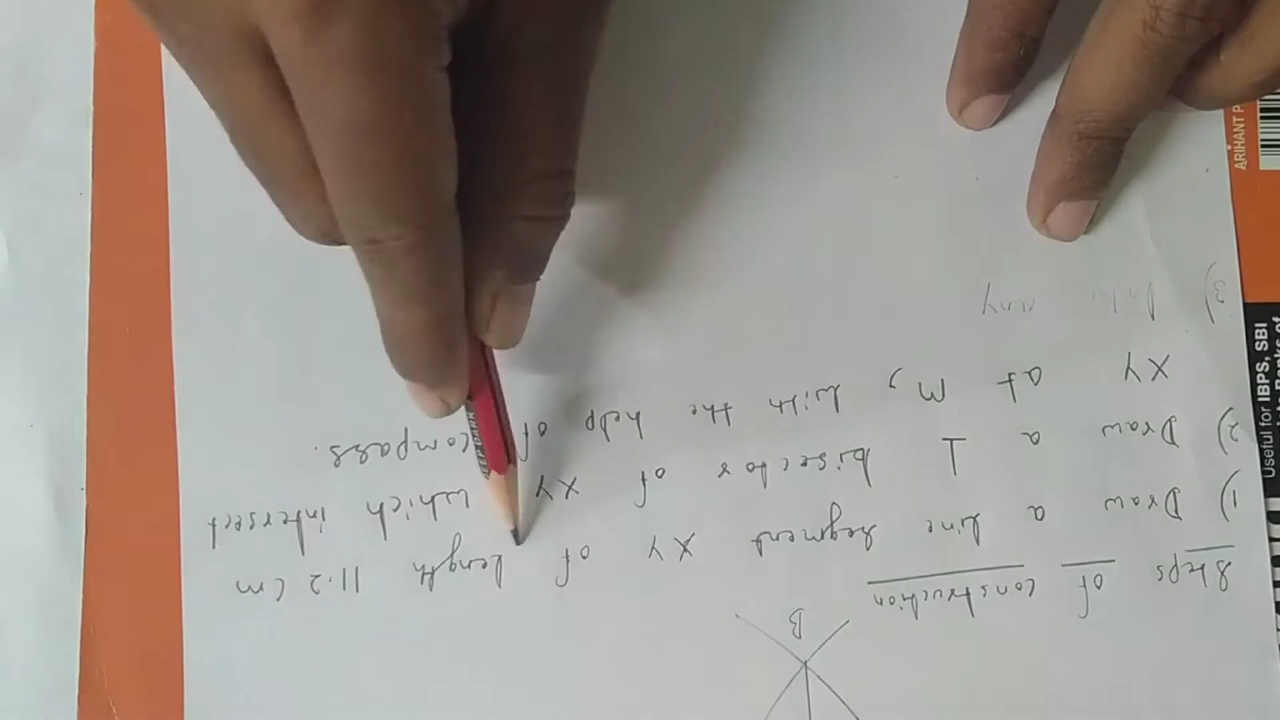 B
Steps of construction
1) Draw a line segment XY of length 11.2 cm
2) Draw a ⊥ bisector of XY which intersect
XY at M, with the help of compass.
3) any
ARIHANT P
Useful for IBPS, SBI